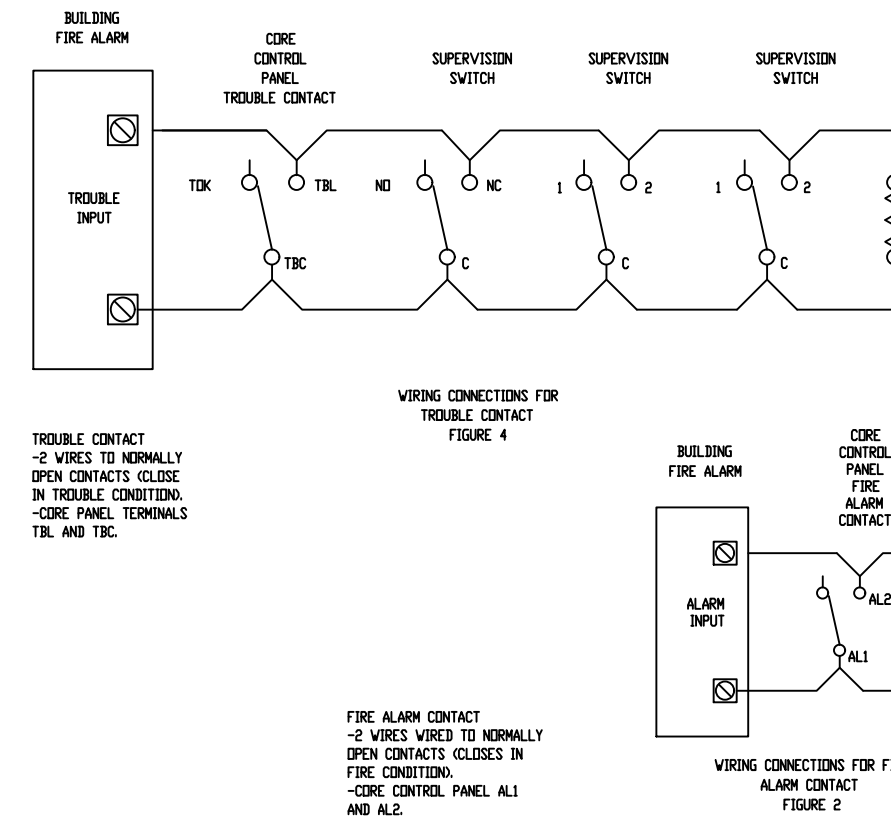 BUILDING
FIRE ALARM
CORE
CONTROL
PANEL
TROUBLE CONTACT
SUPERVISION
SWITCH
SUPERVISION
SWITCH
SUPERVISION
SWITCH
TROUBLE
INPUT
TOK
TBL
TBC
NO
NC
C
1
2
C
1
2
C
WIRING CONNECTIONS FOR
TROUBLE CONTACT
FIGURE 4
TROUBLE CONTACT
-2 WIRES TO NORMALLY
OPEN CONTACTS (CLOSE
IN TROUBLE CONDITION).
-CORE PANEL TERMINALS
TBL AND TBC.
BUILDING
FIRE ALARM
CORE
CONTROL
PANEL
FIRE
ALARM
CONTACT
ALARM
INPUT
AL2
AL1
FIRE ALARM CONTACT
-2 WIRES WIRED TO NORMALLY
OPEN CONTACTS (CLOSES IN
FIRE CONDITION).
-CORE CONTROL PANEL AL1
AND AL2.
WIRING CONNECTIONS FOR
ALARM CONTACT
FIGURE 2